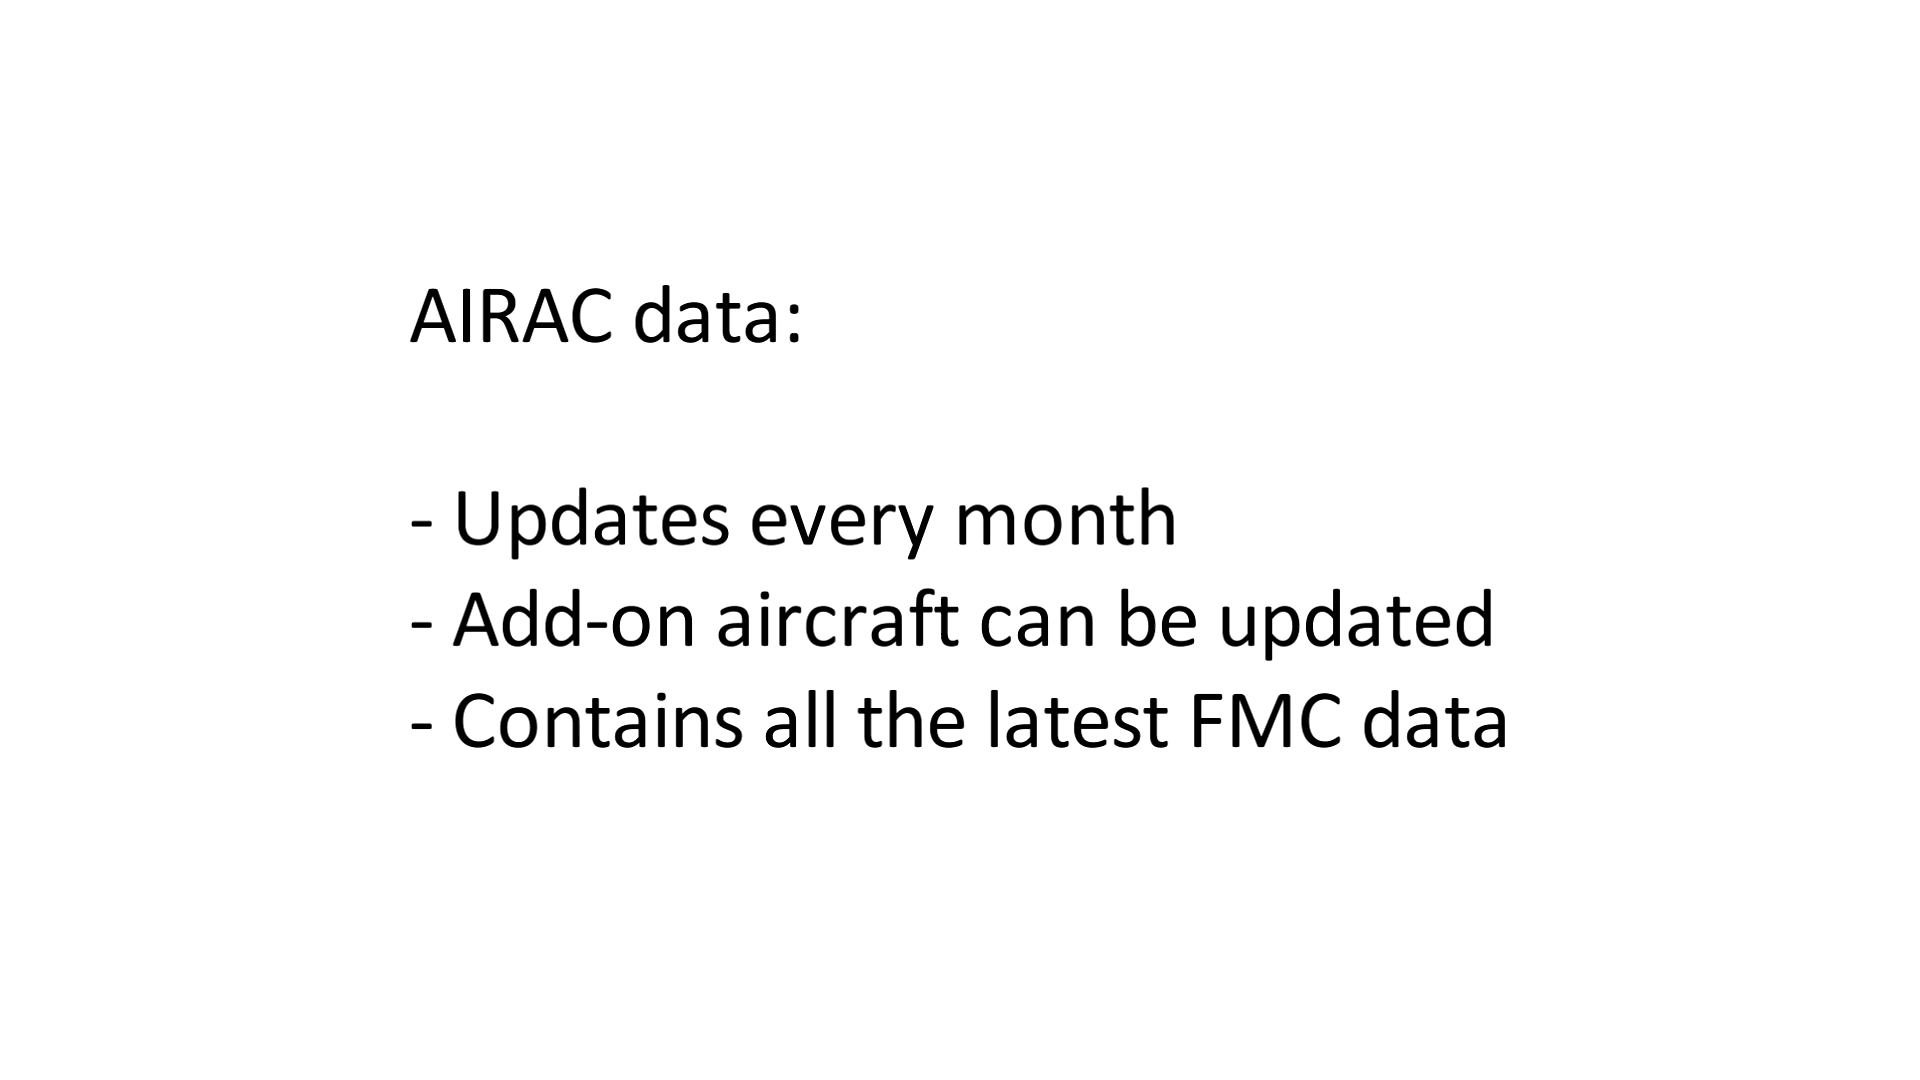 AIRAC data:
- Updates every month
- Add-on aircraft can be updated
- Contains all the latest FMC data